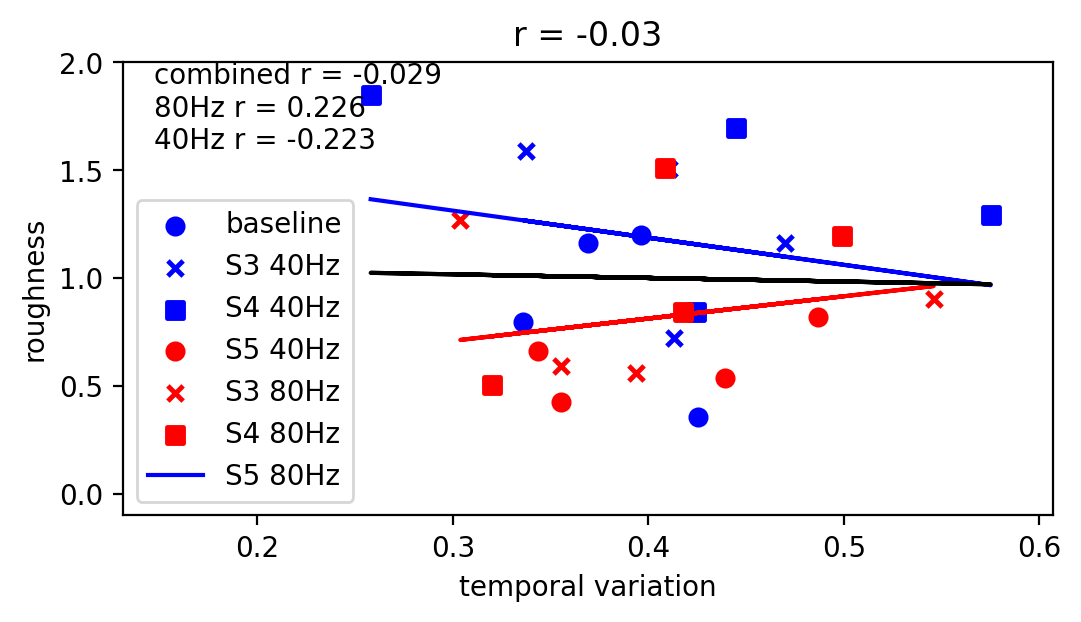 r = -0.03
combined r = -0.029
80Hz r = 0.226
40Hz r = -0.223
baseline
S3 40Hz
S4 40Hz
S5 40Hz
S3 80Hz
S4 80Hz
S5 80Hz
roughness
2.0
1.5
1.0
0.5
0.0
0.2 0.3 0.4 0.5 0.6
temporal variation